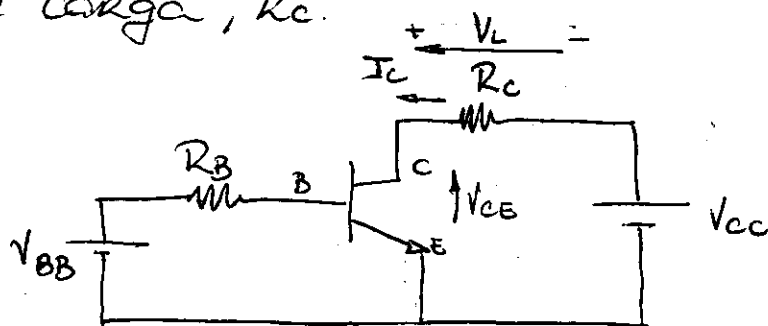 carga, Rc.
+ VL -
Ic
Rc
RB
B
C
VCE
E
VBB
VCC